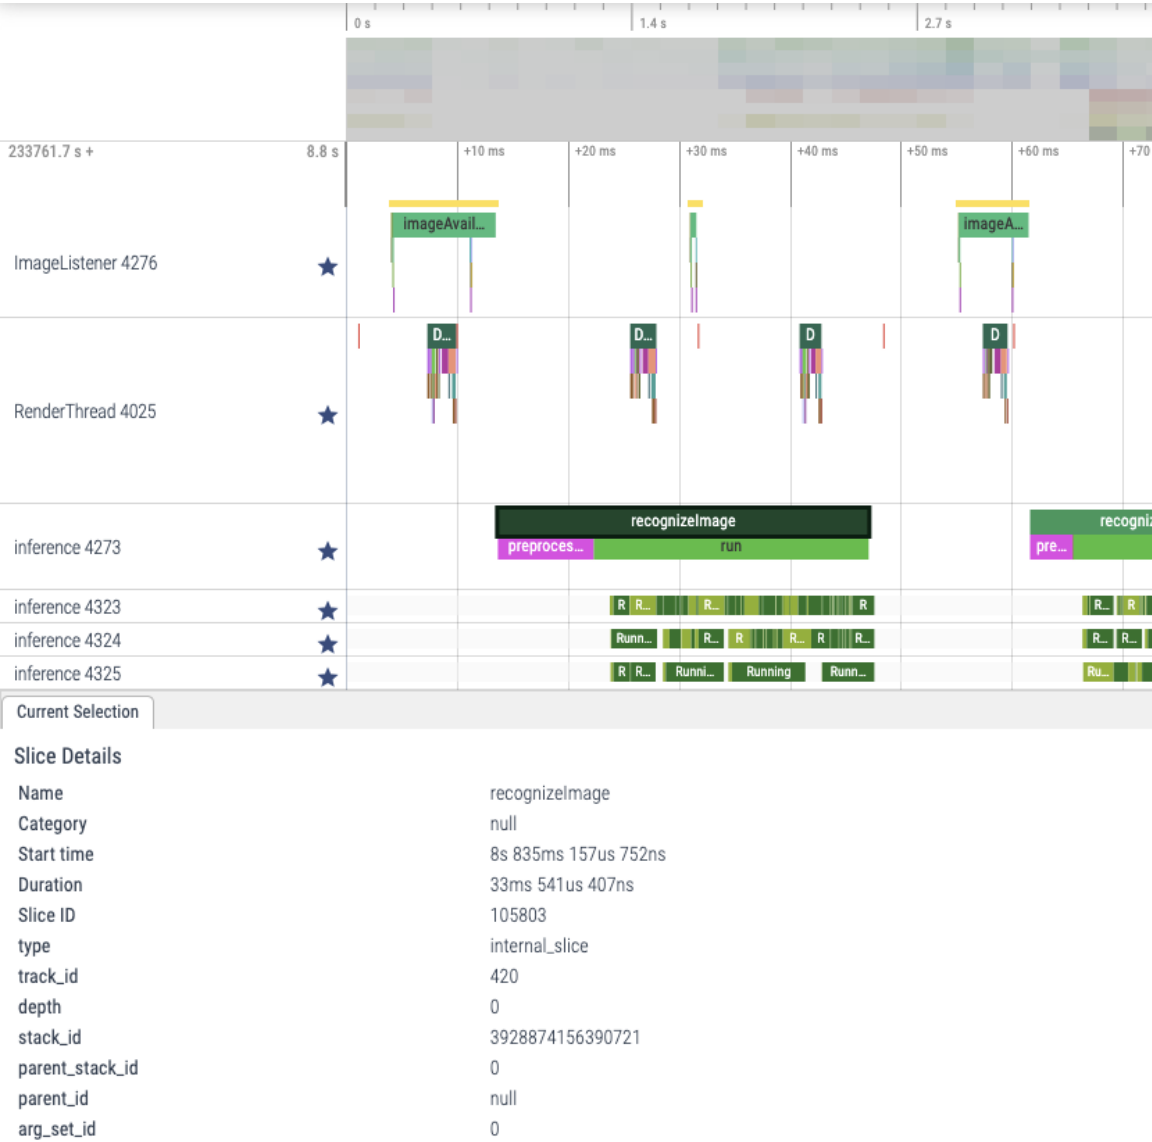 0 s 1.4 s 2.7 s
233761.7 s + 8.8 s +10 ms +20 ms +30 ms +40 ms +50 ms +60 ms +70
imageAvail... imageA...
ImageListener 4276
D... D... D D
RenderThread 4025
recognizeImage recogniz
inference 4273
preproces... run pre...
inference 4323 R R... R... R R... R
inference 4324 Runn... R... R R... R R... R... R...
inference 4325 R R... Runni... Running Runn... Ru...
Current Selection
Slice Details
Name recognizeImage
Category null
Start time 8s 835ms 157us 752ns
Duration 33ms 541us 407ns
Slice ID 105803
type internal_slice
track_id 420
depth 0
stack_id 3928874156390721
parent_stack_id 0
parent_id null
arg_set_id 0